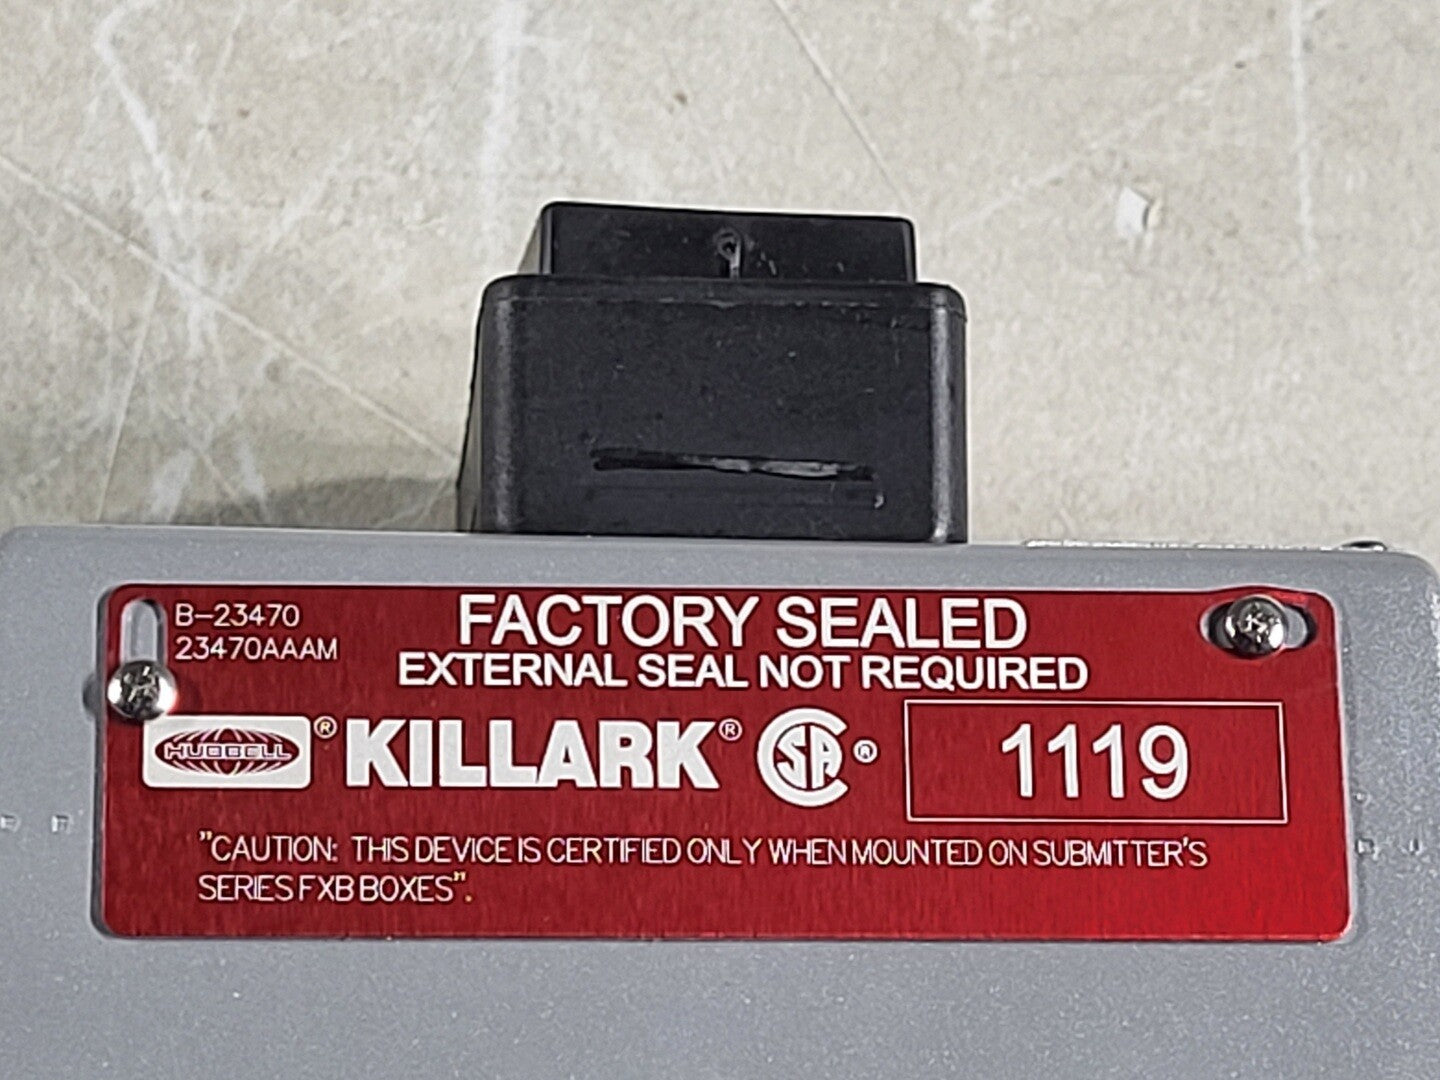 B-23470
23470AAAM
FACTORY SEALED
EXTERNAL SEAL NOT REQUIRED
HUBBELL ® KILLARK® CSA ® 1119
"CAUTION: THIS DEVICE IS CERTIFIED ONLY WHEN MOUNTED ON SUBMITTER'S
SERIES FXB BOXES".